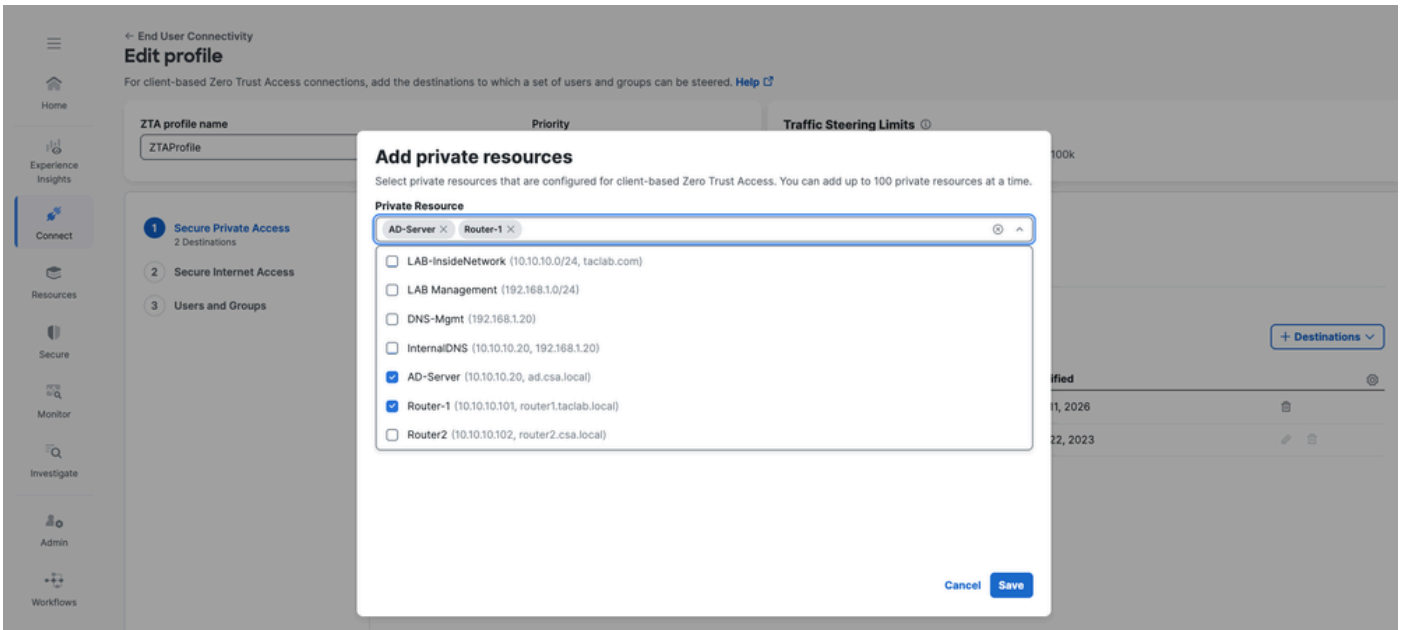 ← End User Connectivity
Edit profile
For client-based Zero Trust Access connections, add the destinations to which a set of users and groups can be steered. Help
Home
Experience
Insights
Connect
Resources
Secure
Monitor
Investigate
Admin
Workflows
ZTA profile name
ZTAProfile
Priority
Traffic Steering Limits
100k
1 Secure Private Access
2 Destinations
2 Secure Internet Access
3 Users and Groups
Add private resources
Select private resources that are configured for client-based Zero Trust Access. You can add up to 100 private resources at a time.
Private Resource
AD-Server × Router-1 ×
LAB-InsideNetwork (10.10.10.0/24, taclab.com)
LAB Management (192.168.1.0/24)
DNS-Mgmt (192.168.1.20)
InternalDNS (10.10.10.20, 192.168.1.20)
AD-Server (10.10.10.20, ad.csa.local)
Router-1 (10.10.10.101, router1.taclab.local)
Router2 (10.10.10.102, router2.csa.local)
Cancel Save
+ Destinations
ified
11, 2026
22, 2023